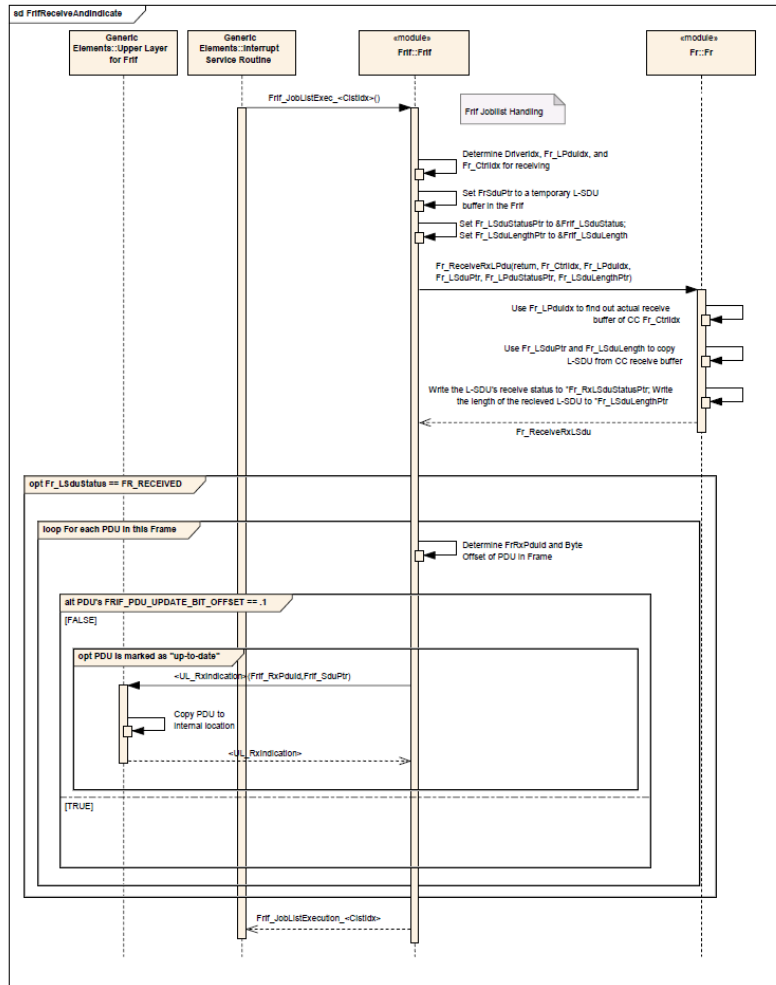 sd FrIfReceiveAndIndicate
Generic
Elements::Upper Layer
for FrIf
Generic
Elements::Interrupt
Service Routine
«module»
FrIf::FrIf
«module»
Fr::Fr
FrIf_JobListExec_<ClstIdx>()
FrIf Joblist Handling
Determine DriverIdx, Fr_LPduIdx, and
Fr_CtrlIdx for receiving
Set FrSduPtr to a temporary L-SDU
buffer in the FrIf
Set Fr_LSduStatusPtr to &FrIf_LSduStatus;
Set Fr_LSduLengthPtr to &FrIf_LSduLength
Fr_ReceiveRxLPdu(return, Fr_CtrlIdx, Fr_LPduIdx,
Fr_LSduPtr, Fr_LPduStatusPtr, Fr_LSduLengthPtr)
Use Fr_LPduIdx to find out actual receive
buffer of CC Fr_CtrlIdx
Use Fr_LSduPtr and Fr_LSduLength to copy
L-SDU from CC receive buffer
Write the L-SDU's receive status to "Fr_RxLSduStatusPtr; Write
the length of the recieved L-SDU to "Fr_LSduLengthPtr
Fr_ReceiveRxLSdu
opt Fr_LSduStatus == FR_RECEIVED
loop For each PDU in this Frame
Determine FrRxPduId and Byte
Offset of PDU in Frame
alt PDU's FRIF_PDU_UPDATE_BIT_OFFSET == .1
[FALSE]
opt PDU is marked as "up-to-date"
<UL_RxIndication>(FrIf_RxPduId,FrIf_SduPtr)
Copy PDU to
internal location
<UL_RxIndication>
[TRUE]
FrIf_JobListExecution_<ClstIdx>